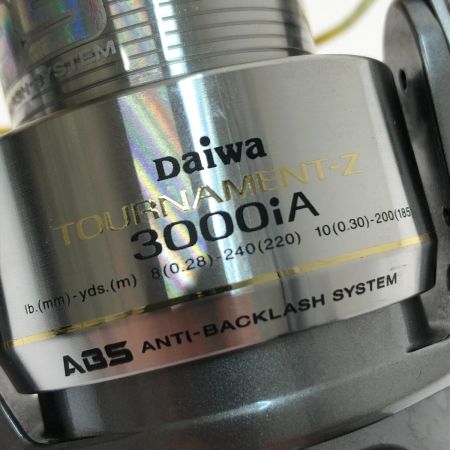 SYSTEM
Daiwa
TOURNAMENT-Z
3000iA
lb.(mm)-yds.(m) 8(0.28)-240(220) 10(0.30)-200(185
ABS ANTI-BACKLASH SYSTEM